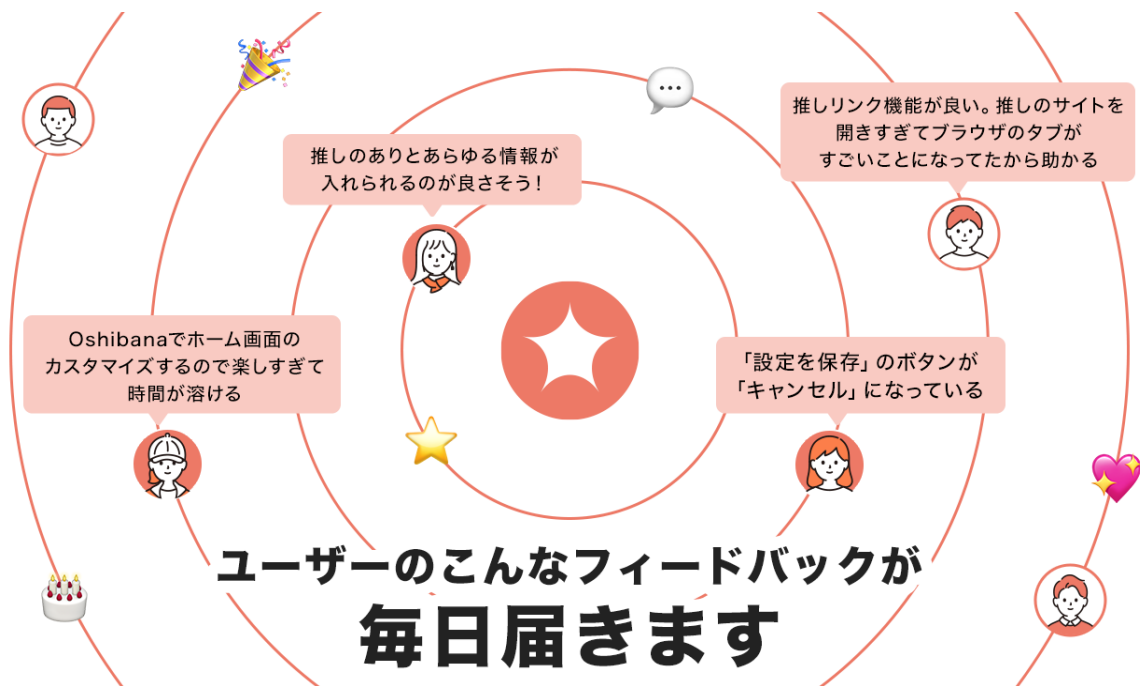 推しリンク機能が良い。推しのサイトを
開きすぎてブラウザのタブが
すごいことになってたから助かる
推しのありとあらゆる情報が
入れられるのが良さそう！
Oshibanaでホーム画面の
カスタマイズするので楽しすぎて
時間が溶ける
「設定を保存」のボタンが
「キャンセル」になっている
ユーザーのこんなフィードバックが
毎日届きます